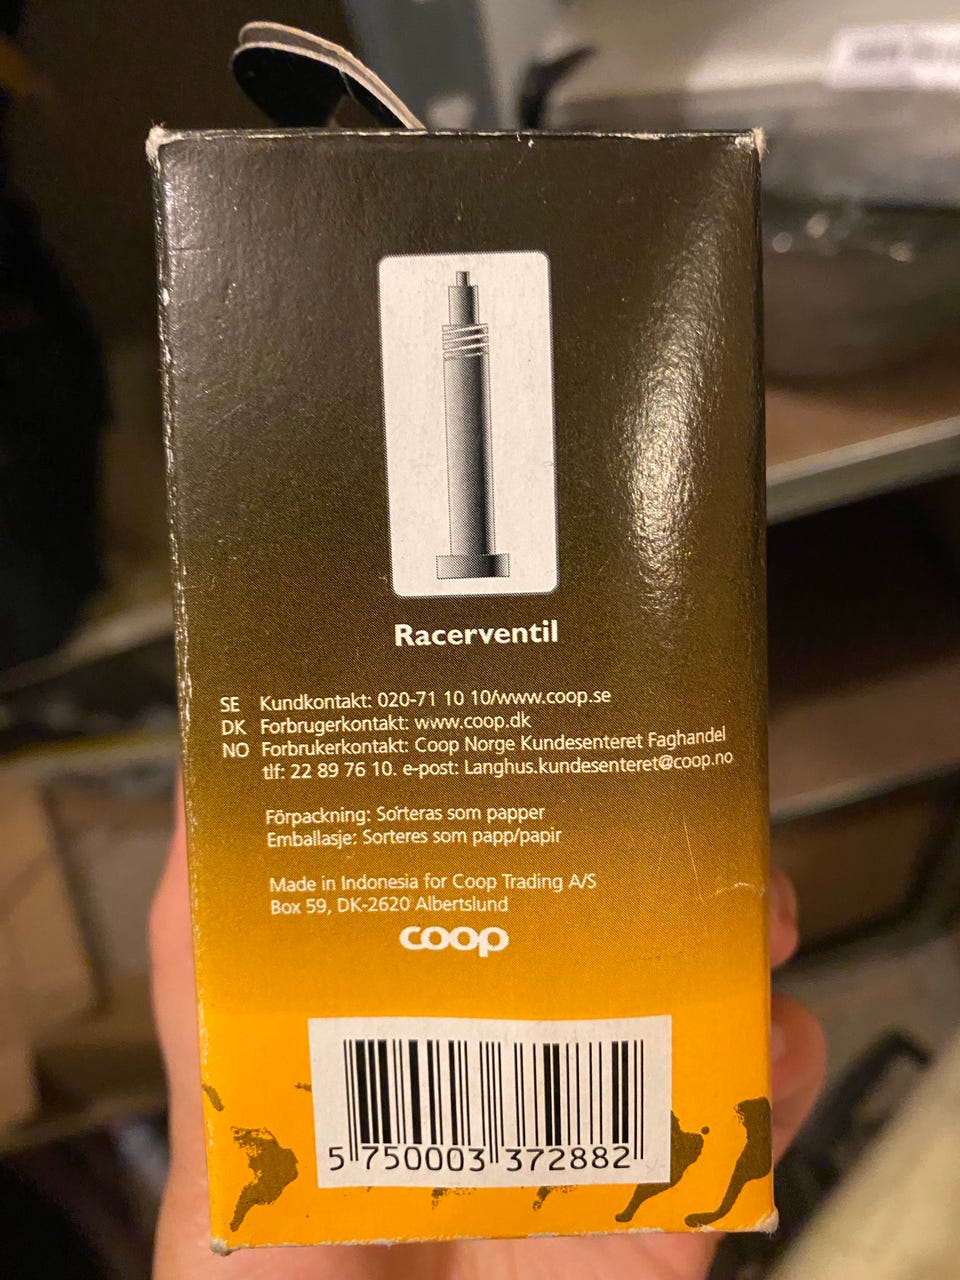 Racerventil
SE Kundkontakt: 020-71 10 10/www.coop.se
DK Forbrugerkontakt: www.coop.dk
NO Forbrukerkontakt: Coop Norge Kundesenteret Faghandel
tlf: 22 89 76 10. e-post: Langhus.kundesenteret@coop.no
Förpackning: Sorteras som papper
Emballasje: Sorteres som papp/papir
Made in Indonesia for Coop Trading A/S
Box 59, DK-2620 Albertslund
coop
5 750003 372882